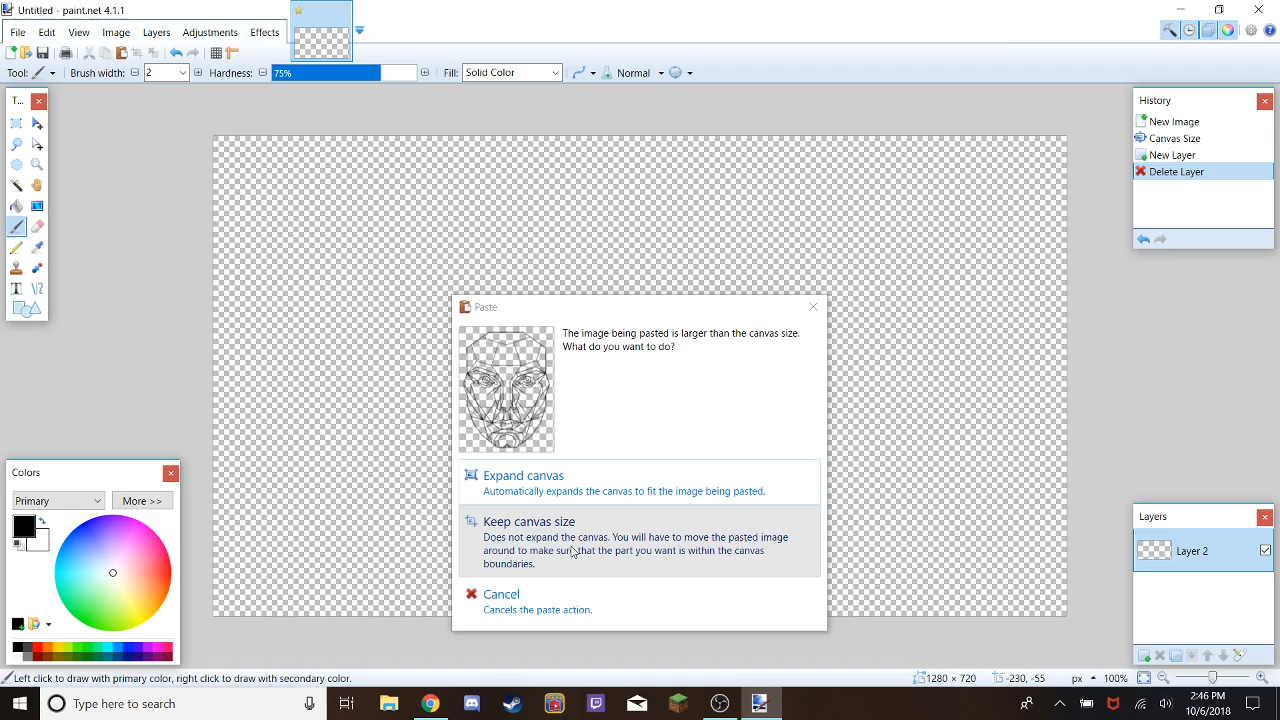 Untitled - paint.net 4.1.1
File Edit View Image Layers Adjustments Effects
Tool: Brush width: 2 Hardness: 75% Fill: Solid Color Normal
T...
History
New Image
Canvas Size
New Layer
Delete Layer
Paste
The image being pasted is larger than the canvas size.
What do you want to do?
Expand canvas
Automatically expands the canvas to fit the image being pasted.
Keep canvas size
Does not expand the canvas. You will have to move the pasted image
around to make sure that the part you want is within the canvas
boundaries.
Cancel
Cancels the paste action.
Colors
Primary More >>
Layers
Layer 2
Left click to draw with primary color, right click to draw with secondary color. 1280 × 720 -230, -55 px 100%
Type here to search
2:46 PM
10/6/2018